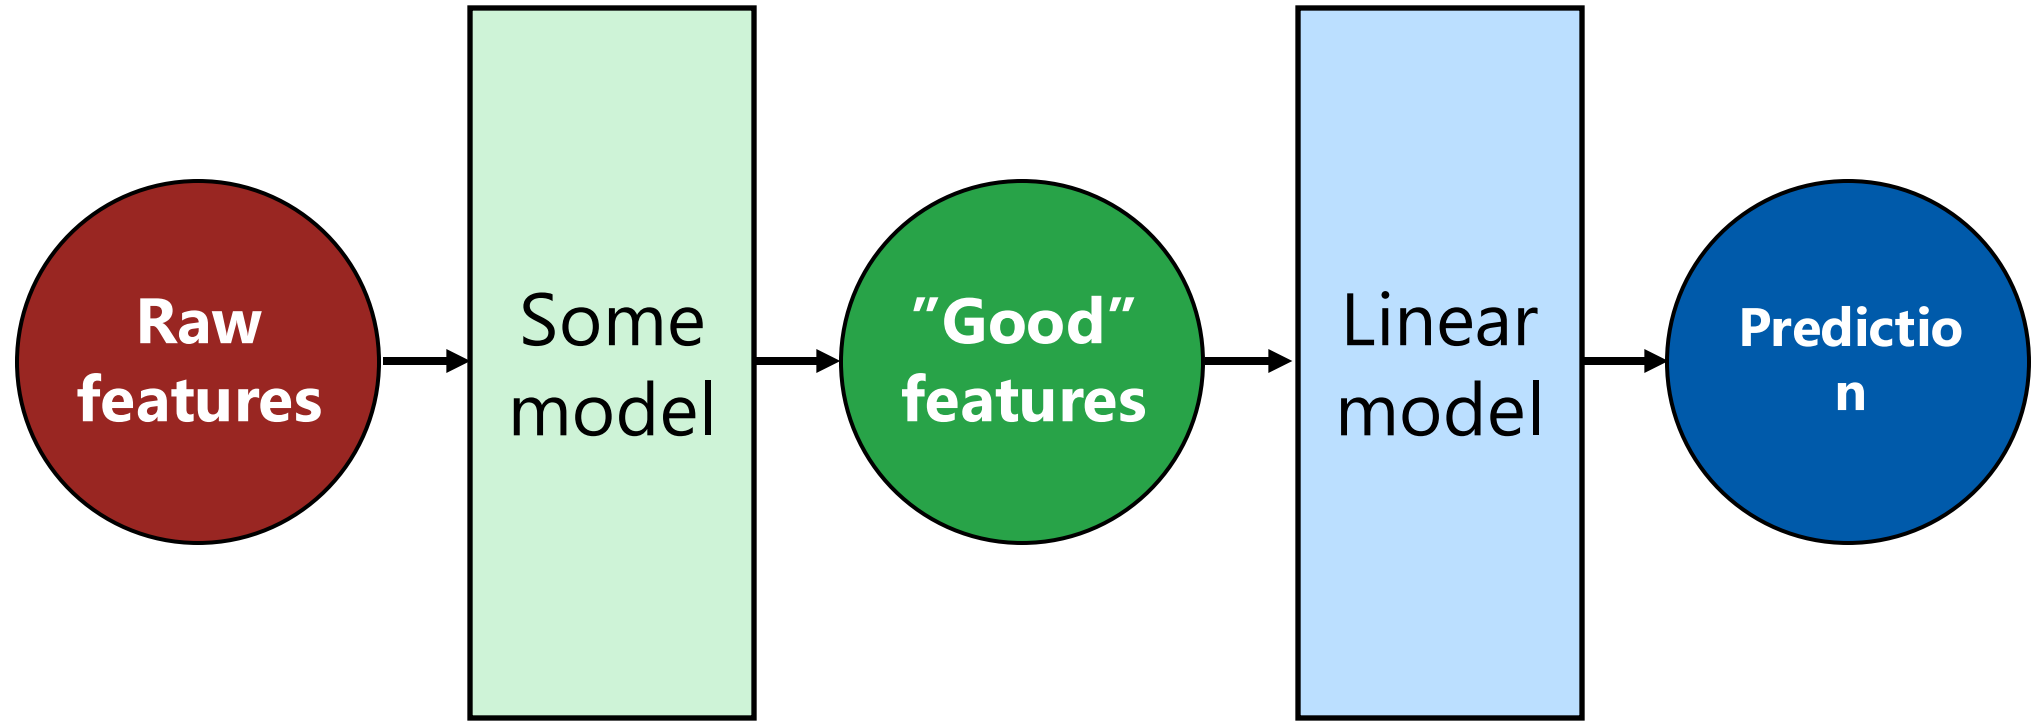 Raw
features
Some
model
”Good”
features
Linear
model
Predictio
n